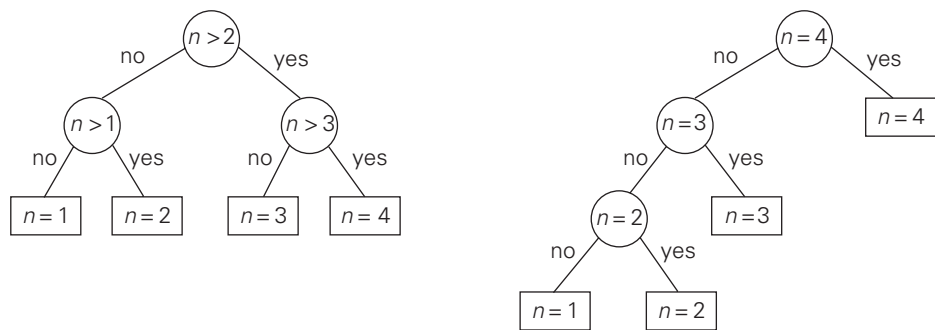 n > 2
no
yes
n > 1
n > 3
no
yes
no
yes
n = 1
n = 2
n = 3
n = 4
n = 4
no
yes
n = 3
n = 4
no
yes
n = 2
n = 3
no
yes
n = 1
n = 2